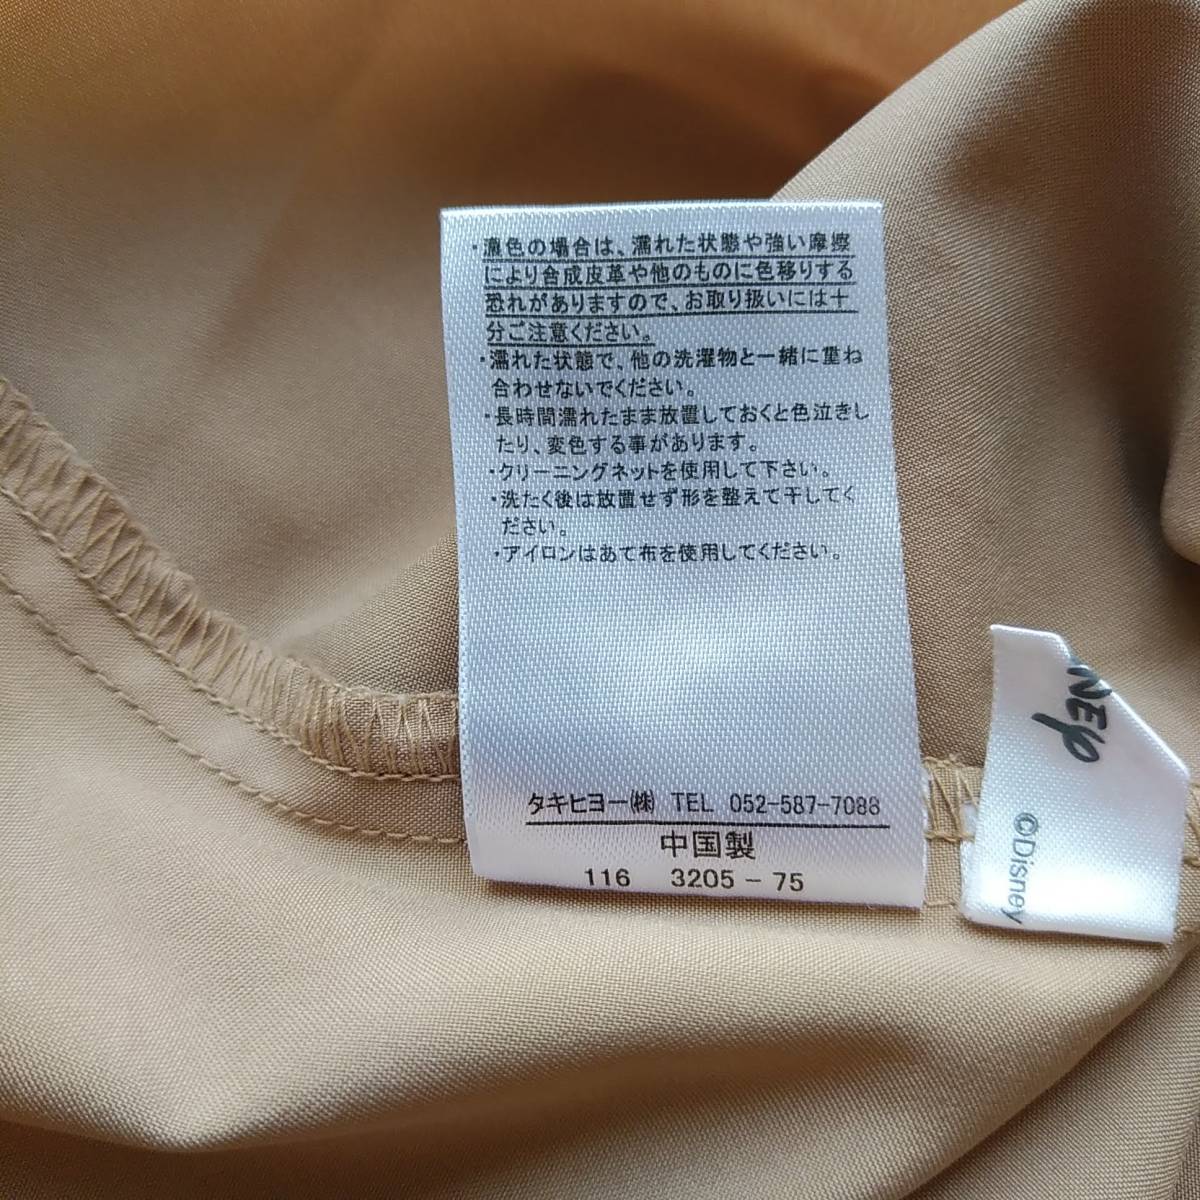 ・濃色の場合は、濡れた状態や強い摩擦
により合成皮革や他のものに色移りする
恐れがありますので、お取り扱いには十
分ご注意ください。
・濡れた状態で、他の洗濯物と一緒に重ね
合わせないでください。
・長時間濡れたまま放置しておくと色泣きし
たり、変色する事があります。
・クリーニングネットを使用して下さい。
・洗たく後は放置せず形を整えて干してく
ださい。
・アイロンはあて布を使用してください。
タキヒヨー㈱ TEL 052-587-7088
中国製
116 3205-75
©Disney